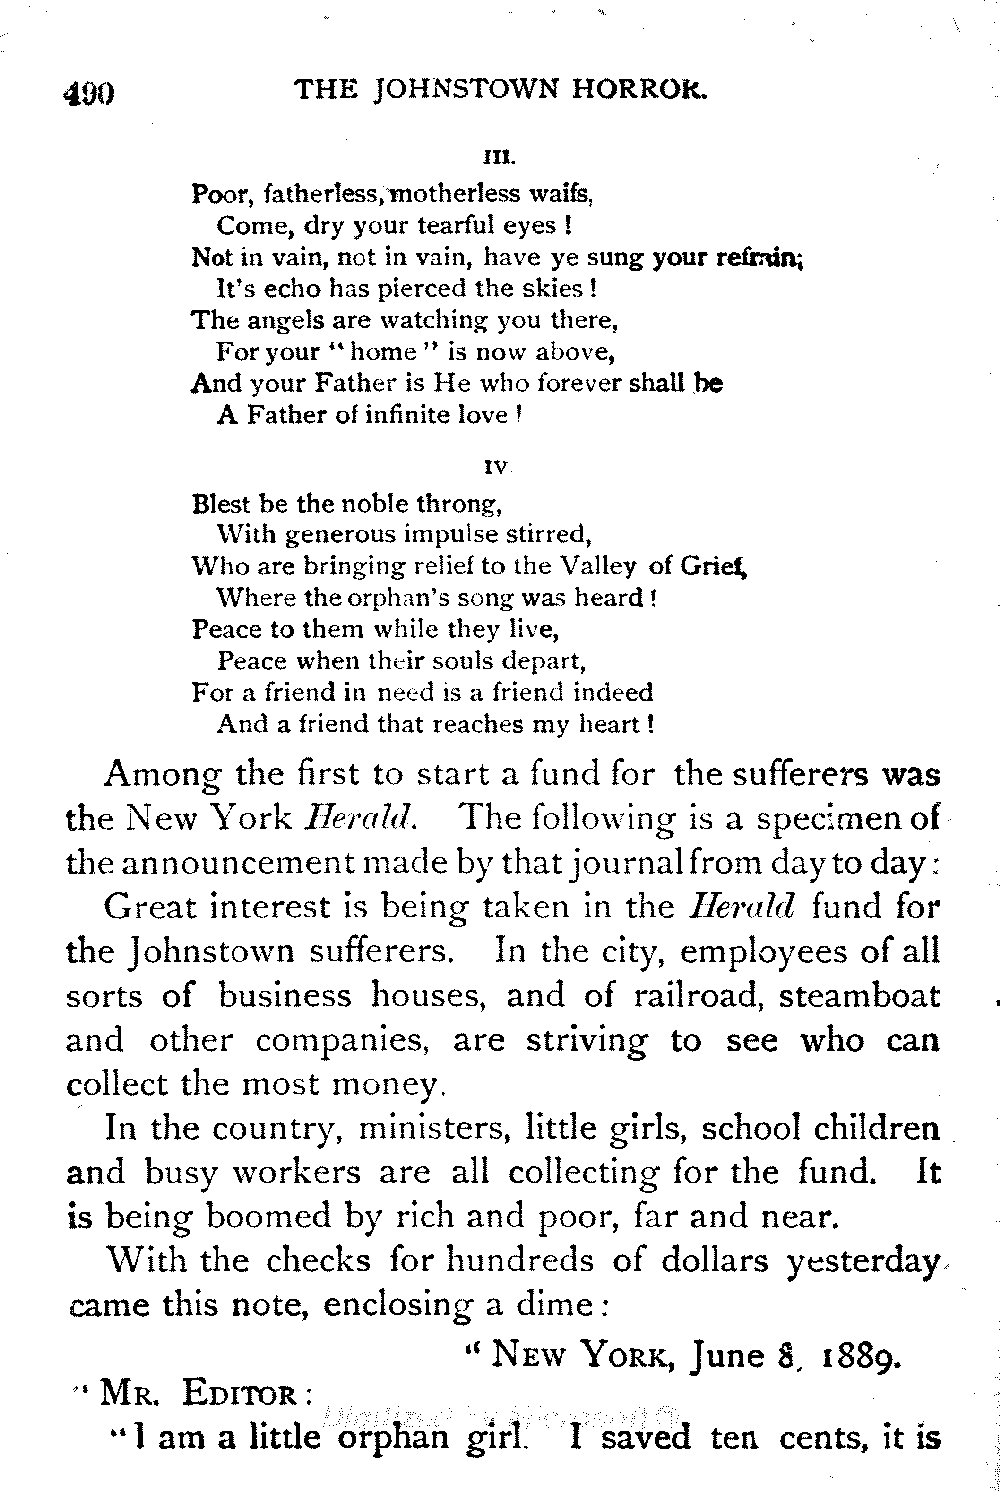 490 THE JOHNSTOWN HORROR.
III.
Poor, fatherless, motherless waifs,
Come, dry your tearful eyes !
Not in vain, not in vain, have ye sung your refrain;
It's echo has pierced the skies !
The angels are watching you there,
For your “ home ” is now above,
And your Father is He who forever shall be
A Father of infinite love !
IV
Blest be the noble throng,
With generous impulse stirred,
Who are bringing relief to the Valley of Grief,
Where the orphan's song was heard !
Peace to them while they live,
Peace when their souls depart,
For a friend in need is a friend indeed
And a friend that reaches my heart !
Among the first to start a fund for the sufferers was
the New York Herald. The following is a specimen of
the announcement made by that journal from day to day :
Great interest is being taken in the Herald fund for
the Johnstown sufferers. In the city, employees of all
sorts of business houses, and of railroad, steamboat
and other companies, are striving to see who can
collect the most money.
In the country, ministers, little girls, school children
and busy workers are all collecting for the fund. It
is being boomed by rich and poor, far and near.
With the checks for hundreds of dollars yesterday
came this note, enclosing a dime :
“ NEW YORK, June 8, 1889.
“ MR. EDITOR :
“ I am a little orphan girl. I saved ten cents, it is